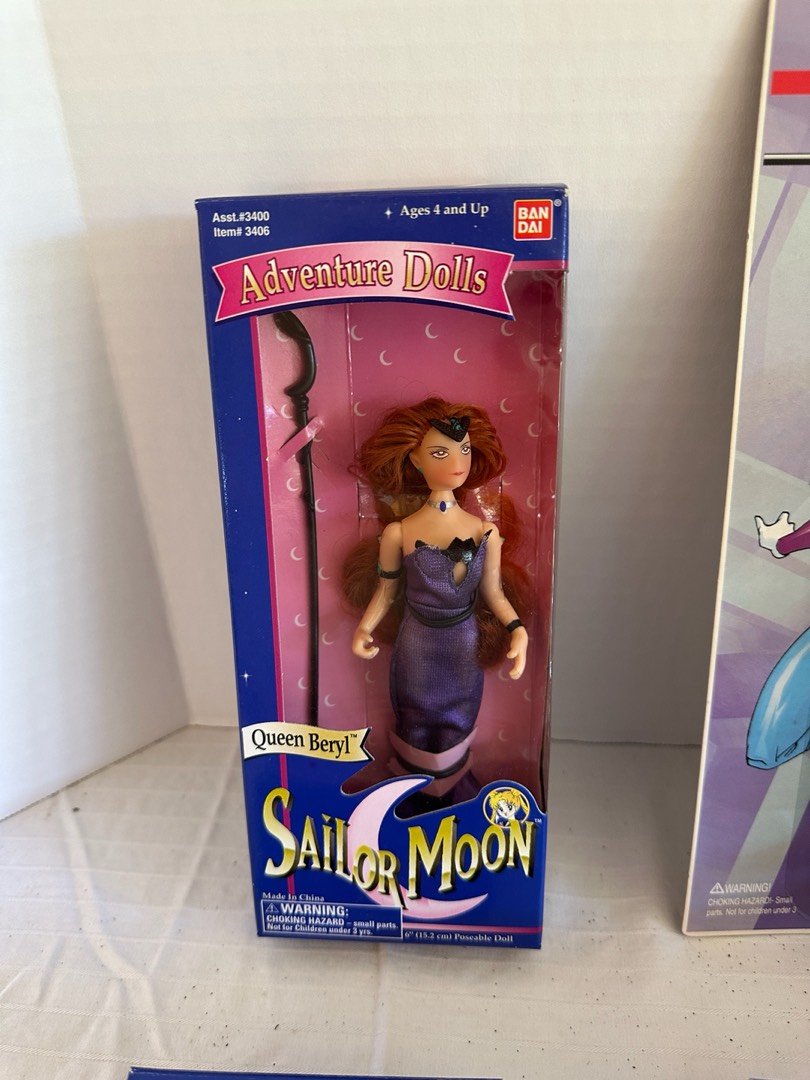 Asst.#3400
Item# 3406
Ages 4 and Up
BAN
DAI
®
Adventure Dolls
Queen Beryl™
SAILOR MOON™
Made In China
⚠WARNING:
CHOKING HAZARD – small parts.
Not for Children under 3 yrs.
6" (15.2 cm) Poseable Doll
⚠WARNING!
CHOKING HAZARD!- Small
parts. Not for children under 3